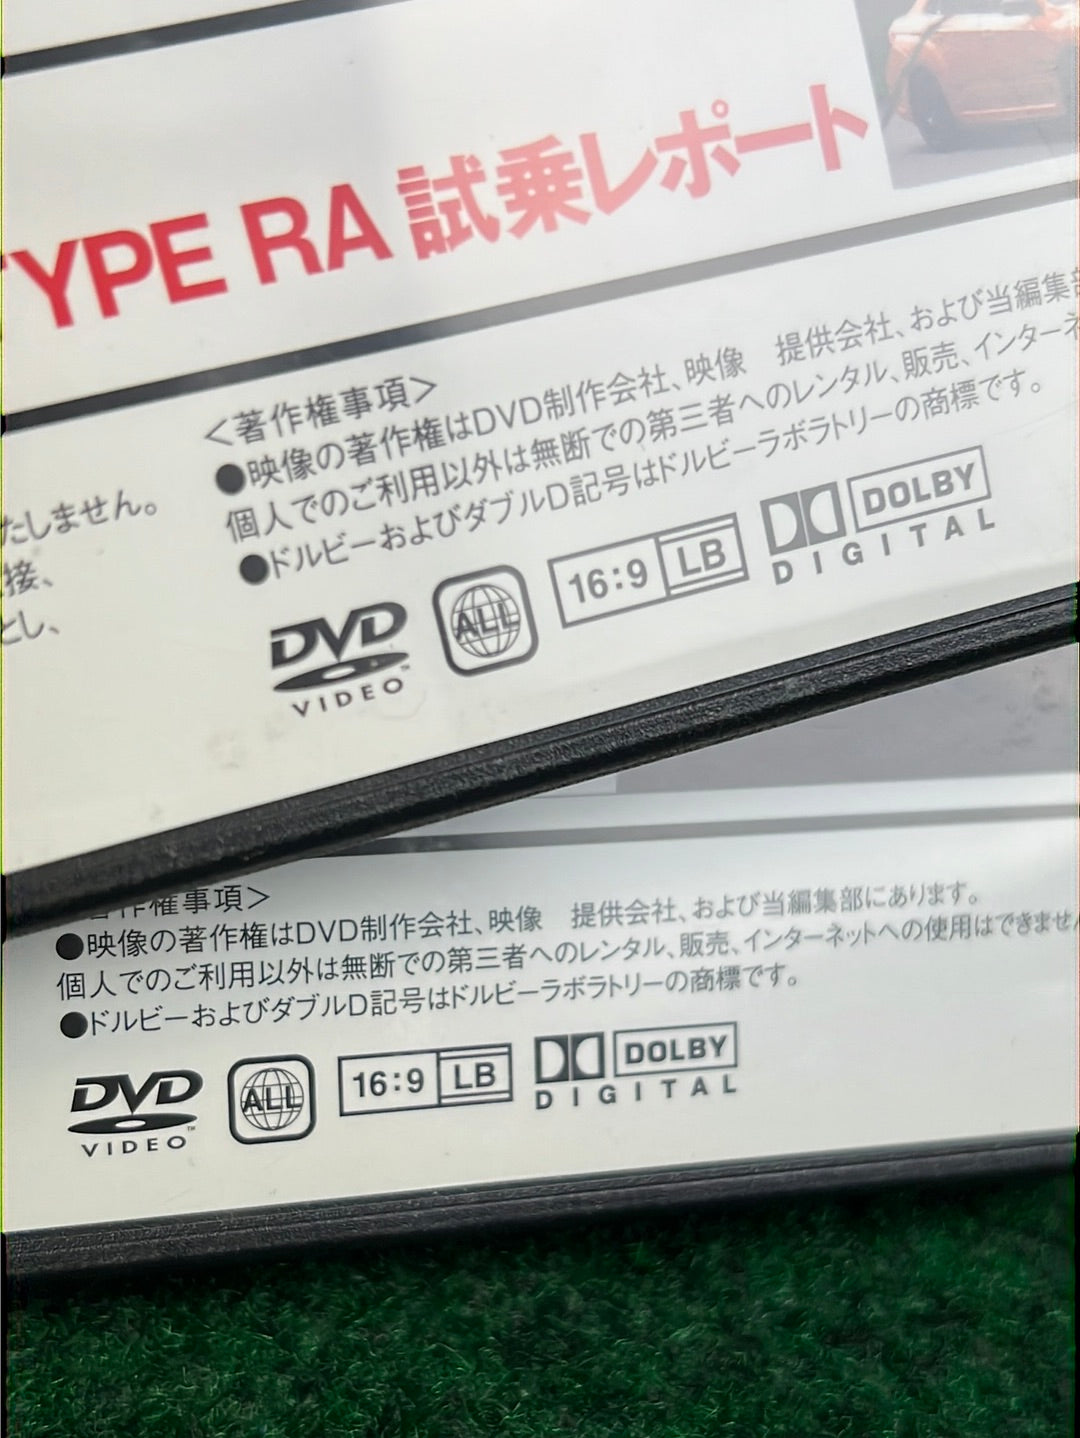 TYPE RA 試乗レポート
たしません。
接、
とし、
＜著作権事項＞
●映像の著作権はDVD制作会社、映像　提供会社、および当編集部
個人でのご利用以外は無断での第三者へのレンタル、販売、インターネ
●ドルビーおよびダブルD記号はドルビーラボラトリーの商標です。
DVD VIDEO™ ALL 16:9 LB DOLBY DIGITAL
著作権事項＞
●映像の著作権はDVD制作会社、映像　提供会社、および当編集部にあります。
個人でのご利用以外は無断での第三者へのレンタル、販売、インターネットへの使用はできません
●ドルビーおよびダブルD記号はドルビーラボラトリーの商標です。
DVD VIDEO™ ALL 16:9 LB DOLBY DIGITAL